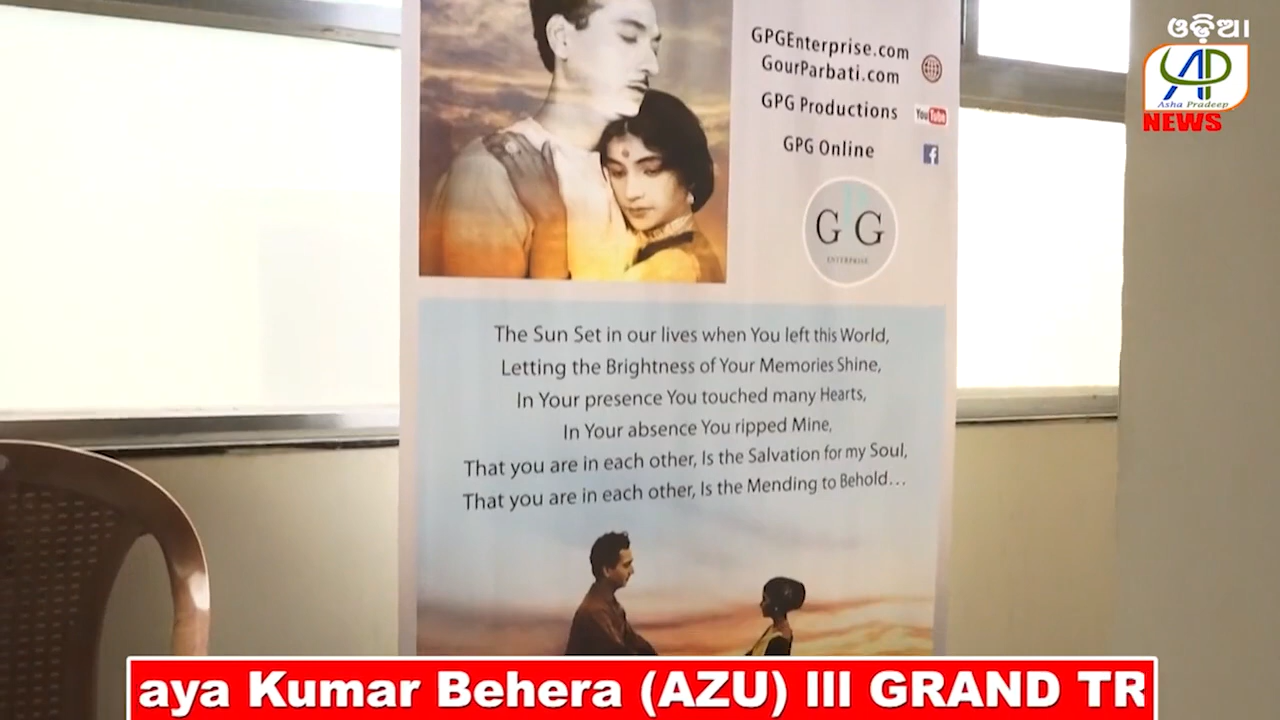 GPGEnterprise.com
GourParbati.com
GPG Productions
YouTube
GPG Online
f
GPG
ENTERPRISE
ଓଡ଼ିଆ
AP
Asha Pradeep
NEWS
The Sun Set in our lives when You left this World,
Letting the Brightness of Your Memories Shine,
In Your presence You touched many Hearts,
In Your absence You ripped Mine,
That you are in each other, Is the Salvation for my Soul,
That you are in each other, Is the Mending to Behold...
aya Kumar Behera (AZU) lll GRAND TR